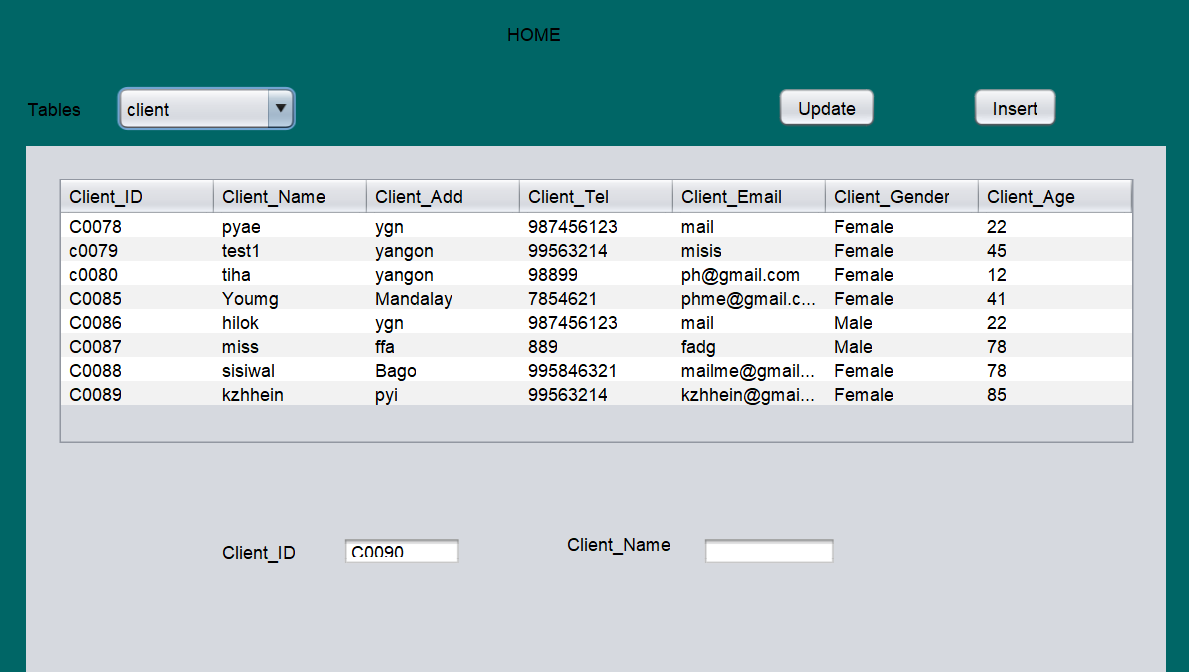 HOME
Tables client Update Insert
Client_ID Client_Name Client_Add Client_Tel Client_Email Client_Gender Client_Age
C0078 pyae ygn 987456123 mail Female 22
c0079 test1 yangon 99563214 misis Female 45
c0080 tiha yangon 98899 ph@gmail.com Female 12
C0085 Youmg Mandalay 7854621 phme@gmail.c... Female 41
C0086 hilok ygn 987456123 mail Male 22
C0087 miss ffa 889 fadg Male 78
C0088 sisiwal Bago 995846321 mailme@gmail... Female 78
C0089 kzhhein pyi 99563214 kzhhein@gmai... Female 85
Client_ID C0090 Client_Name